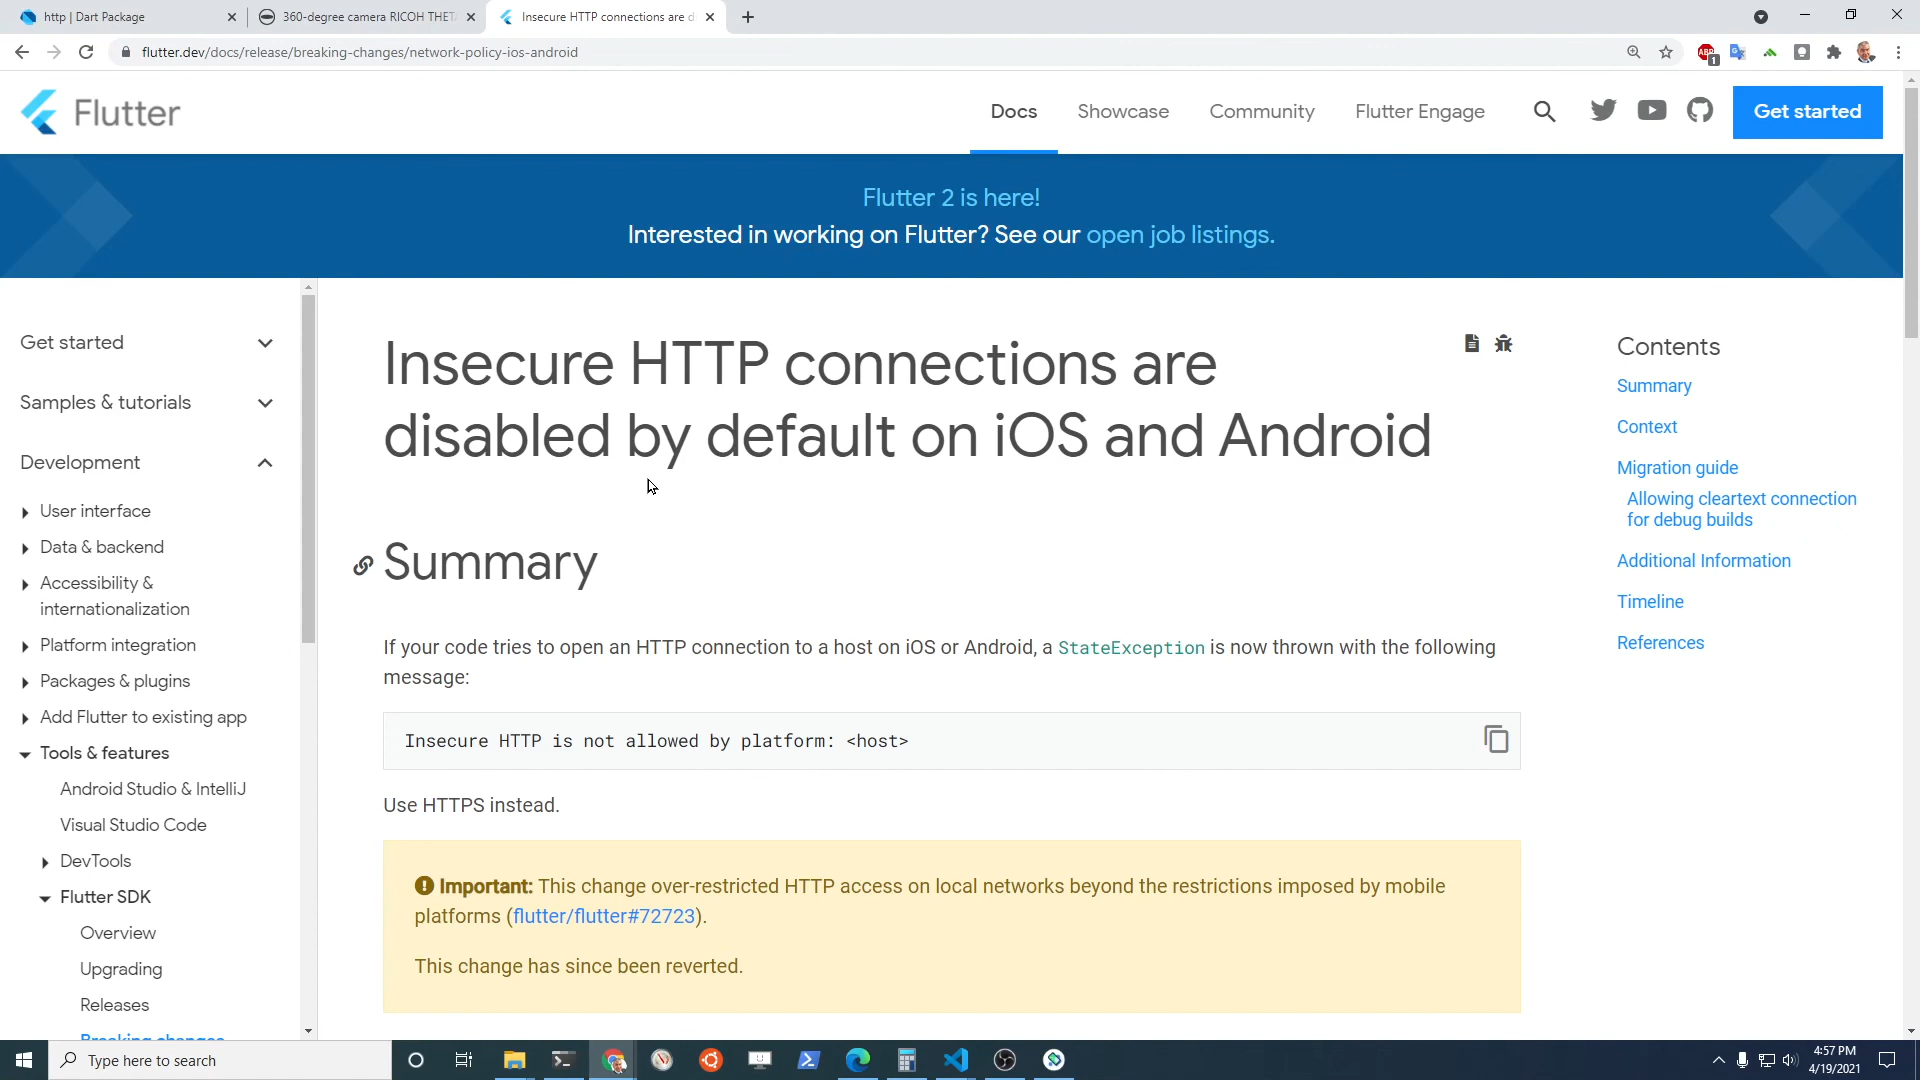 http | Dart Package
360-degree camera RICOH THETA
Insecure HTTP connections are d
flutter.dev/docs/release/breaking-changes/network-policy-ios-android
ABP
1
Flutter
Docs
Showcase
Community
Flutter Engage
Get started
Flutter 2 is here!
Interested in working on Flutter? See our open job listings.
Get started
Samples & tutorials
Development
User interface
Data & backend
Accessibility &
internationalization
Platform integration
Packages & plugins
Add Flutter to existing app
Tools & features
Android Studio & IntelliJ
Visual Studio Code
DevTools
Flutter SDK
Overview
Upgrading
Releases
Breaking changes
Insecure HTTP connections are
disabled by default on iOS and Android
Summary
If your code tries to open an HTTP connection to a host on iOS or Android, a StateException is now thrown with the following
message:
Insecure HTTP is not allowed by platform: <host>
Use HTTPS instead.
Important: This change over-restricted HTTP access on local networks beyond the restrictions imposed by mobile
platforms (flutter/flutter#72723).
This change has since been reverted.
Contents
Summary
Context
Migration guide
Allowing cleartext connection
for debug builds
Additional Information
Timeline
References
Type here to search
4:57 PM
4/19/2021